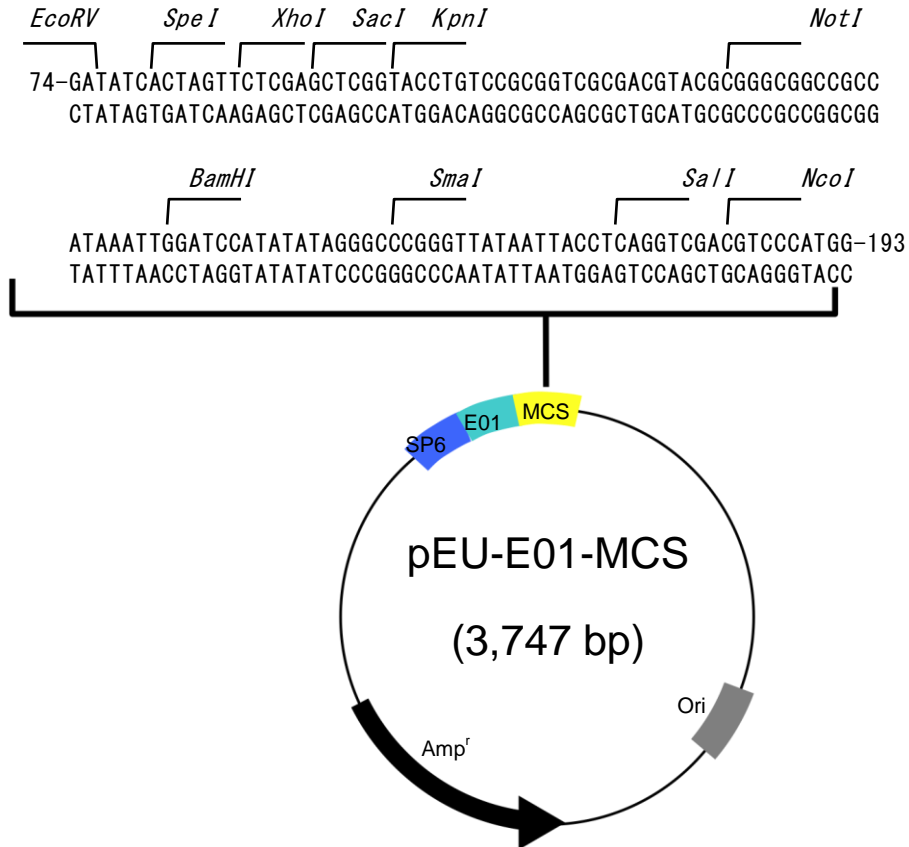 EcoRV SpeI XhoI SacI KpnI NotI
74-GATATCACTAGTTCTCGAGCTCGGTACCTGTCCGCGGTCGCGACGTACGCGGGCGGCCGCC
CTATAGTGATCAAGAGCTCGAGCCATGGACAGGCGCCAGCGCTGCATGCGCCCGCCGGCGG
BamHI SmaI SalI NcoI
ATAAATTGGATCCATATATAGGGCCCGGGTTATAATTACCTCAGGTCGACGTCCCATGG-193
TATTTAACCTAGGTATATATCCCGGGCCCAATATTAATGGAGTCCAGCTGCAGGGTACC
SP6 E01 MCS
pEU-E01-MCS
(3,747 bp)
Ori
Ampʳ